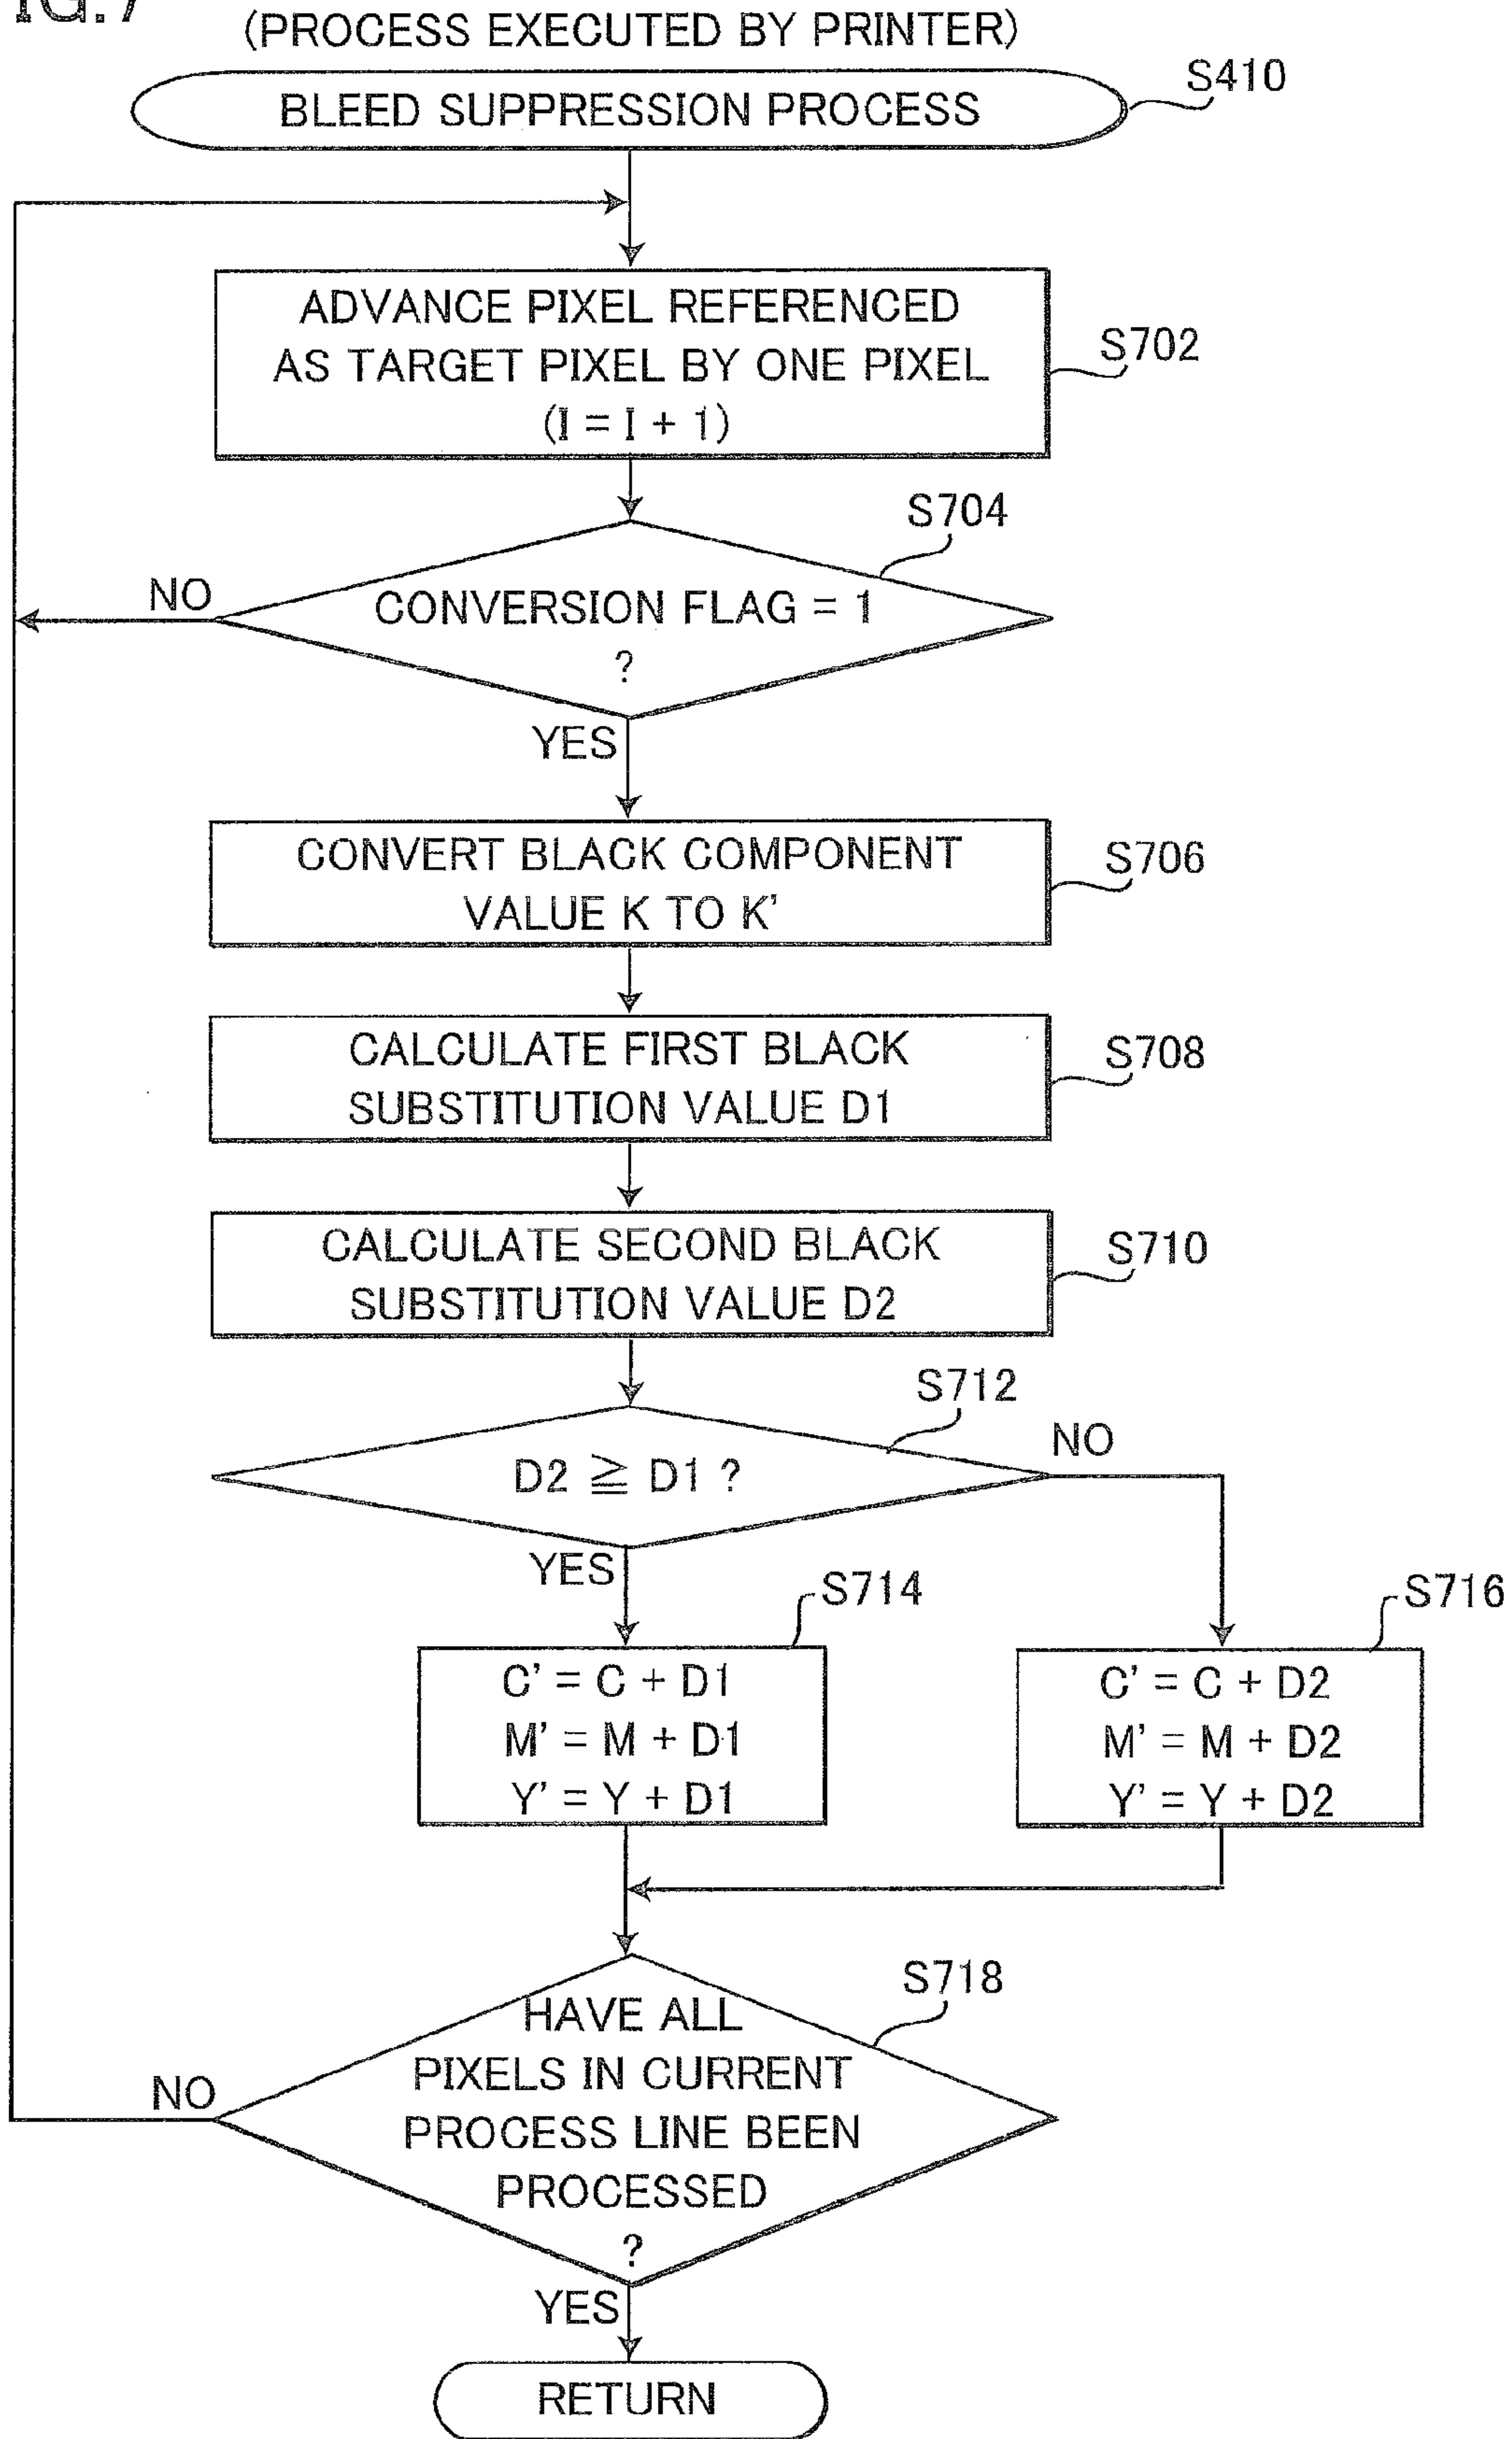 IG.7
(PROCESS EXECUTED BY PRINTER)
BLEED SUPPRESSION PROCESS
S410
ADVANCE PIXEL REFERENCED
AS TARGET PIXEL BY ONE PIXEL
(I = I + 1)
S702
S704
CONVERSION FLAG = 1
?
NO
YES
CONVERT BLACK COMPONENT
VALUE K TO K'
S706
CALCULATE FIRST BLACK
SUBSTITUTION VALUE D1
S708
CALCULATE SECOND BLACK
SUBSTITUTION VALUE D2
S710
S712
D2 ≧ D1 ?
NO
YES
S714
C' = C + D1
M' = M + D1
Y' = Y + D1
S716
C' = C + D2
M' = M + D2
Y' = Y + D2
S718
HAVE ALL
PIXELS IN CURRENT
PROCESS LINE BEEN
PROCESSED
?
NO
YES
RETURN